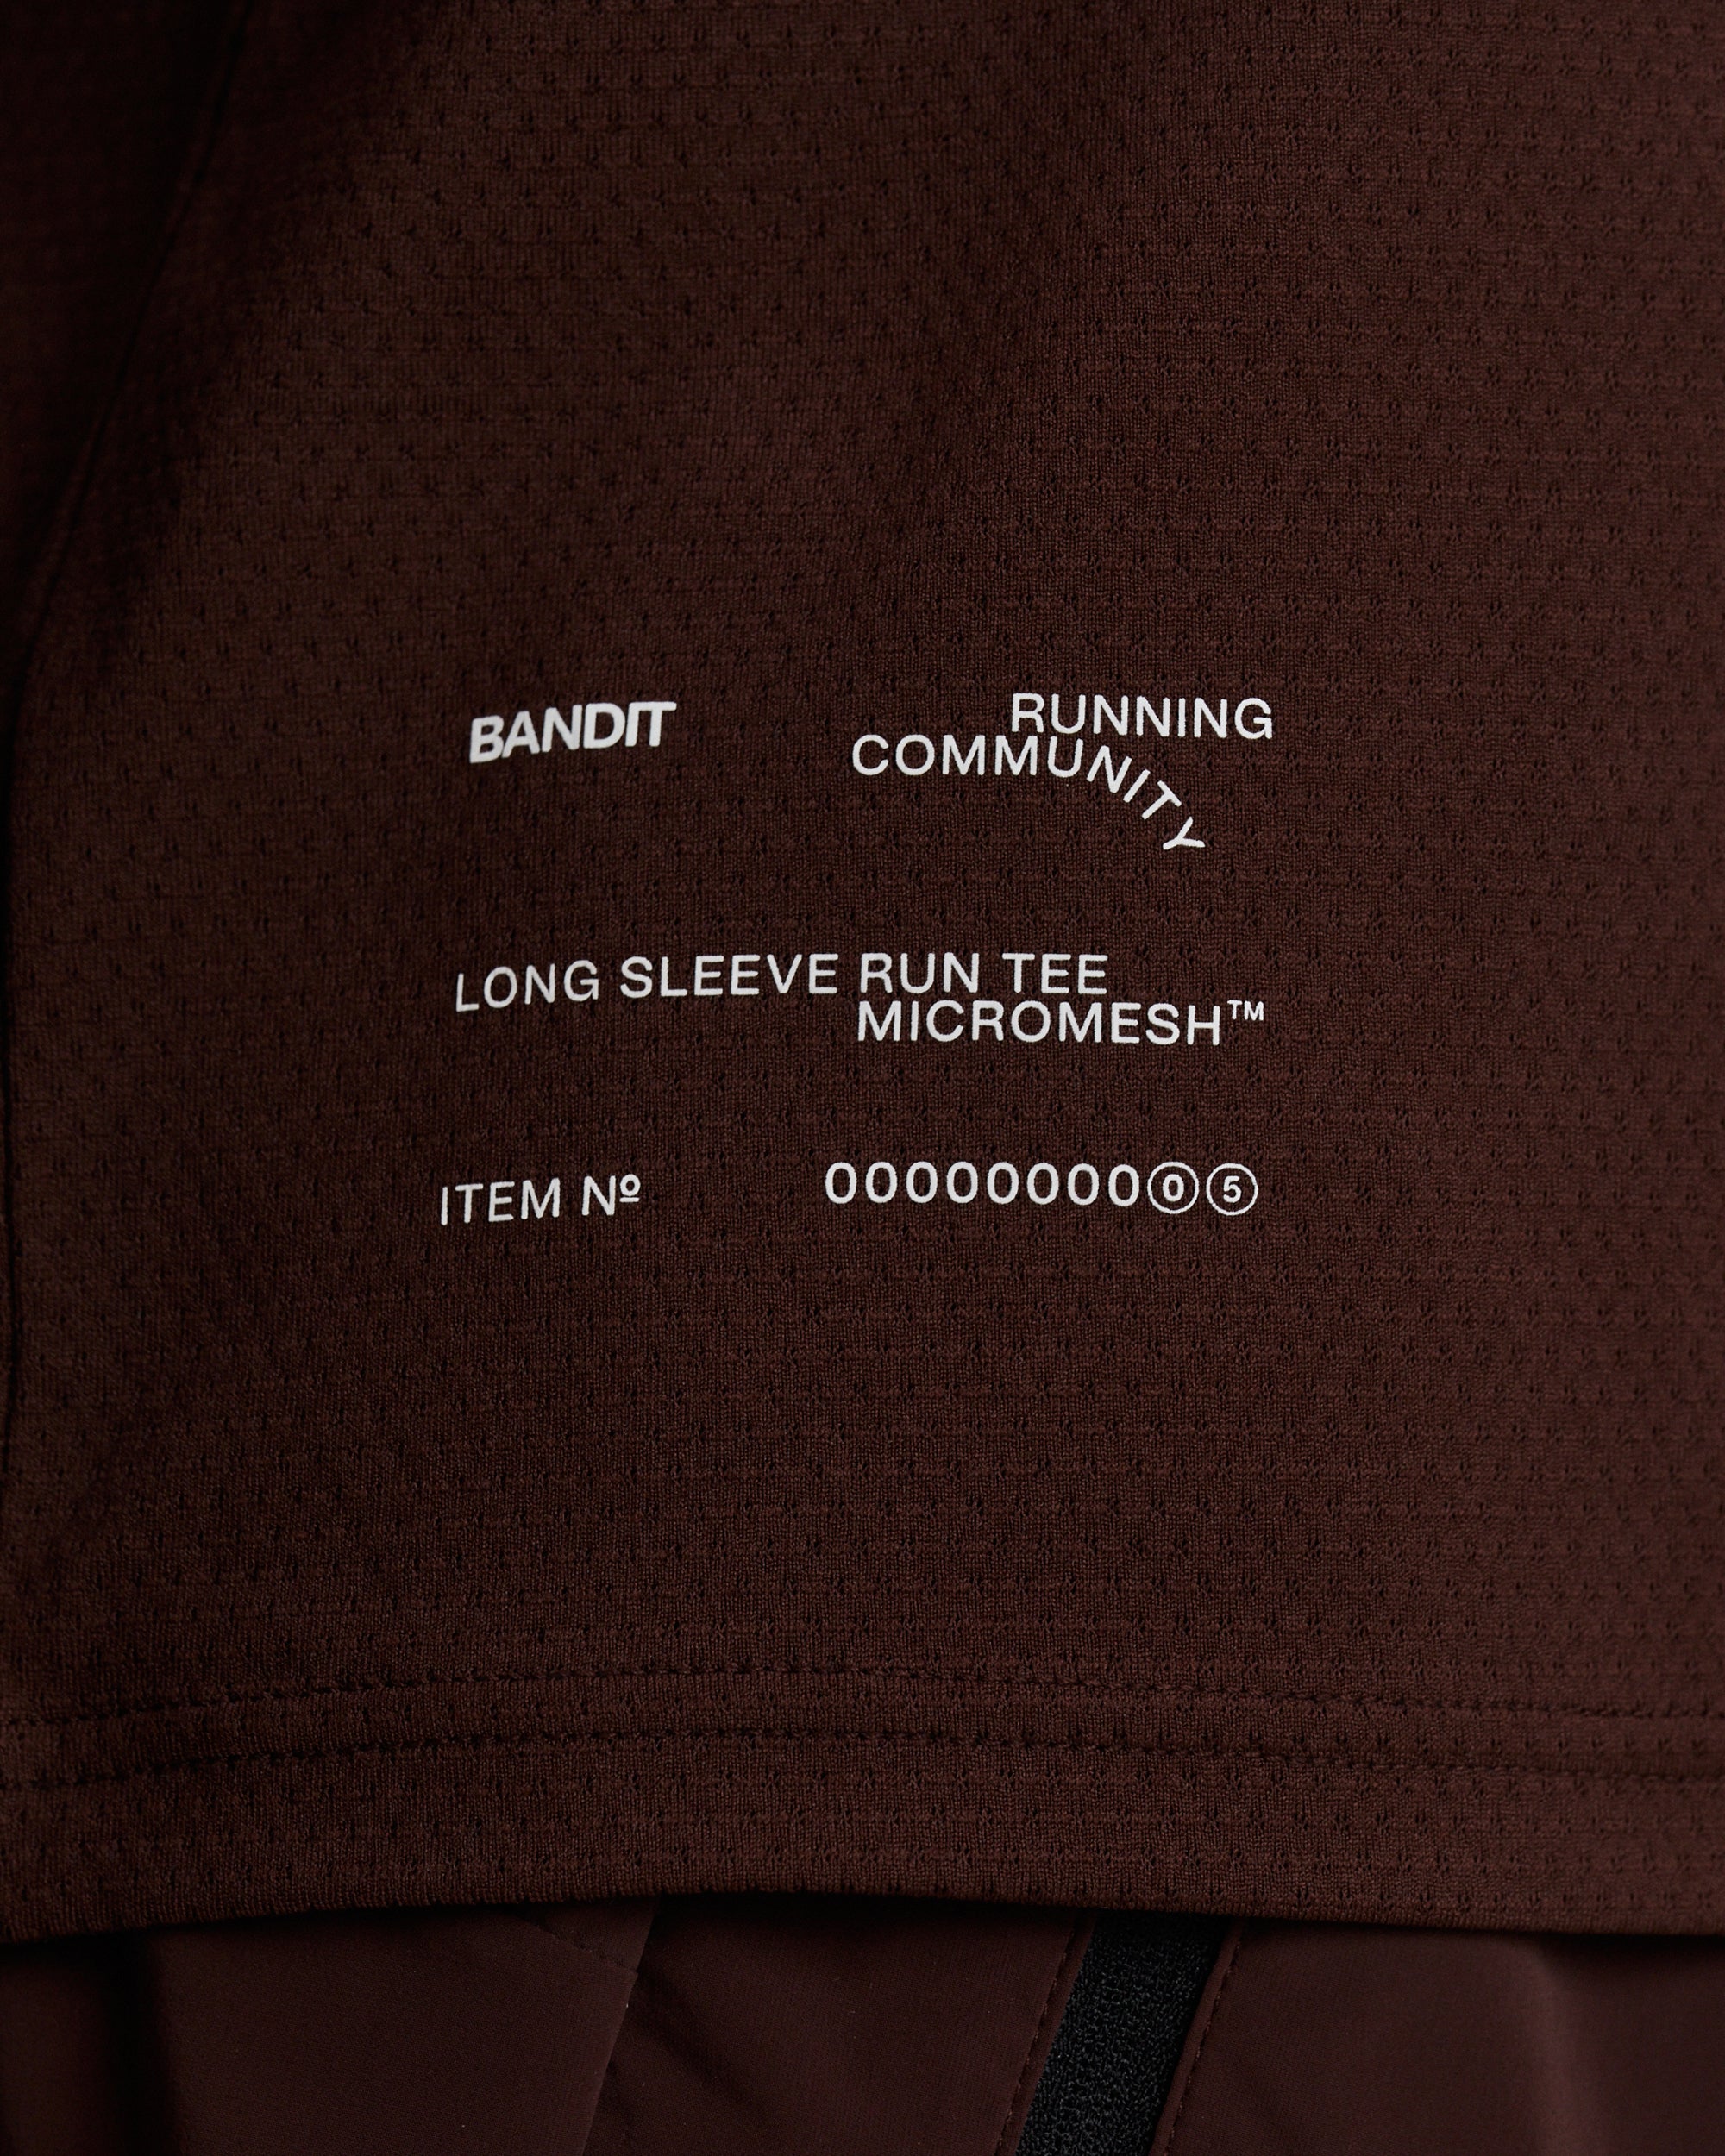 BANDIT
RUNNING
COMMUNITY
LONG SLEEVE RUN TEE
MICROMESH™
ITEM Nº
00000000⓪⑤